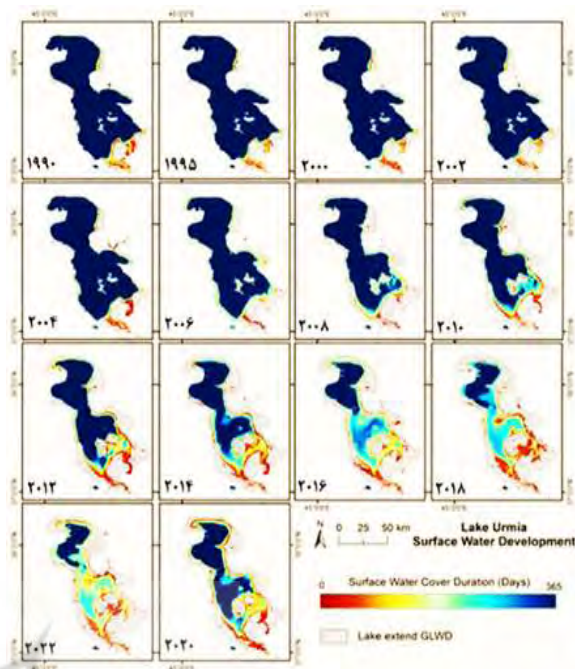 ۱۹۹۰ ۱۹۹۵ ۲۰۰۰ ۲۰۰۲
۲۰۰۴ ۲۰۰۶ ۲۰۰۸ ۲۰۱۰
۲۰۱۲ ۲۰۱۴ ۲۰۱۶ ۲۰۱۸
N
0 25 50 km
Lake Urmia
Surface Water Development
0 Surface Water Cover Duration (Days) 365
Lake extend GLWD
۲۰۲۲ ۲۰۲۰